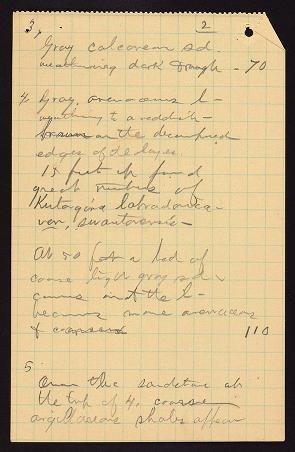 2
3, Gray calcareous sd.
weathering dark - 70
4 Gray, arenaceous l-
weathering to a reddish-
brown on the decomposed
edges of the layers
15 feet up found
great numbers of
Kutorgina labradorica
var. swantonensis -
At 50 feet a bed of
coarse light gray sd -
comes in & the l-
becomes more arenaceous
& coarser 110
5
Over the sandstone at
the top of 4, coarse
argillaceous shales appear